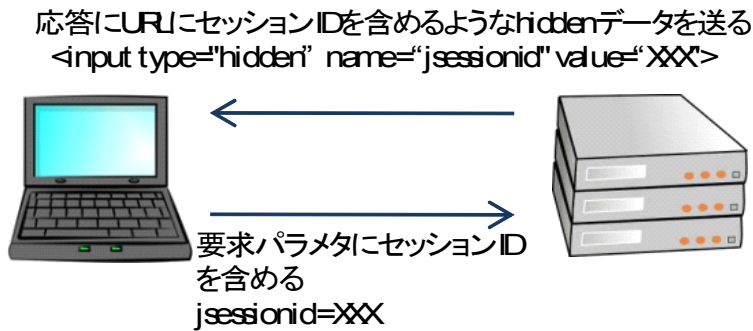 応答にURLにセッションIDを含めるようなhiddenデータを送る
<input type="hidden” name=“jsessionid" value=“XXX">
要求パラメタにセッションID
を含める
jsessionid=XXX